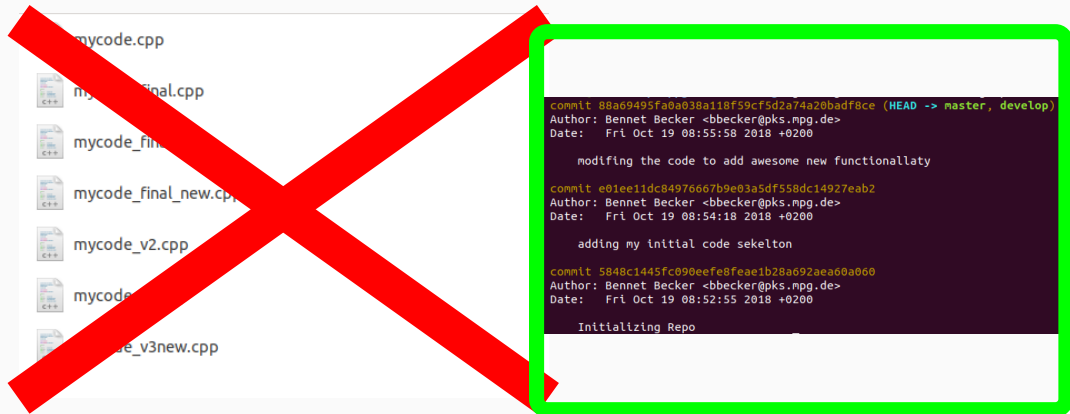 mycode.cpp
final.cpp
mycode_fin
mycode_final_new.cpp
mycode_v2.cpp
mycode
e_v3new.cpp
commit 88a69495fa0a038a118f59cf5d2a74a20badf8ce (HEAD -> master, develop)
Author: Bennet Becker <bbecker@pks.mpg.de>
Date: Fri Oct 19 08:55:58 2018 +0200
modifing the code to add awesome new functionallaty
commit e01ee11dc84976667b9e03a5df558dc14927eab2
Author: Bennet Becker <bbecker@pks.mpg.de>
Date: Fri Oct 19 08:54:18 2018 +0200
adding my initial code sekelton
commit 5848c1445fc090eefe8feae1b28a692aea60a060
Author: Bennet Becker <bbecker@pks.mpg.de>
Date: Fri Oct 19 08:52:55 2018 +0200
Initializing Repo